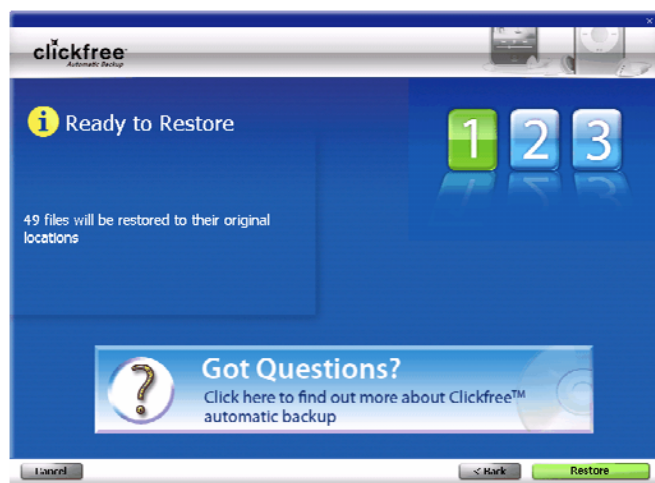 clickfree
Automatic Backup
i Ready to Restore
1 2 3
49 files will be restored to their original
locations
?
Got Questions?
Click here to find out more about Clickfree™
automatic backup
Cancel
< Back
Restore